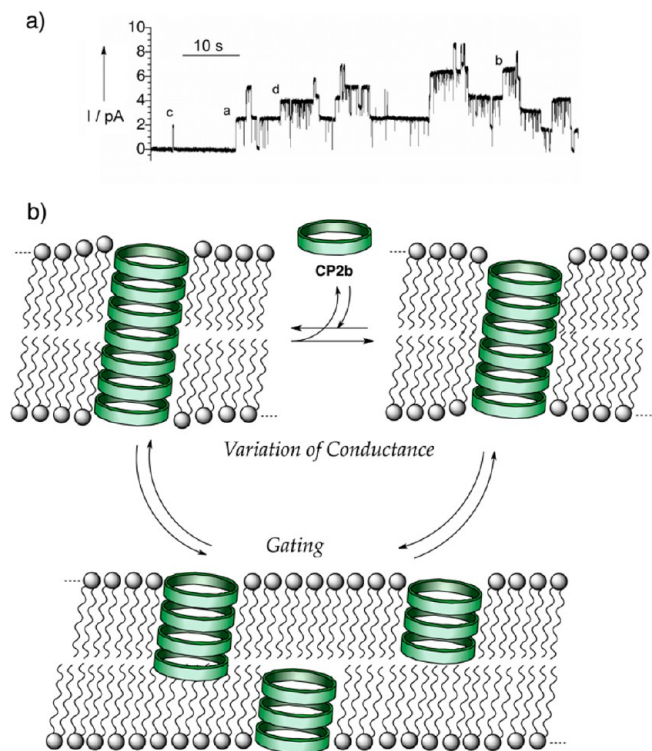 a)
10
10 s
8
6
b
d
4
I / pA
c
a
2
0
b)
CP2b
Variation of Conductance
Gating